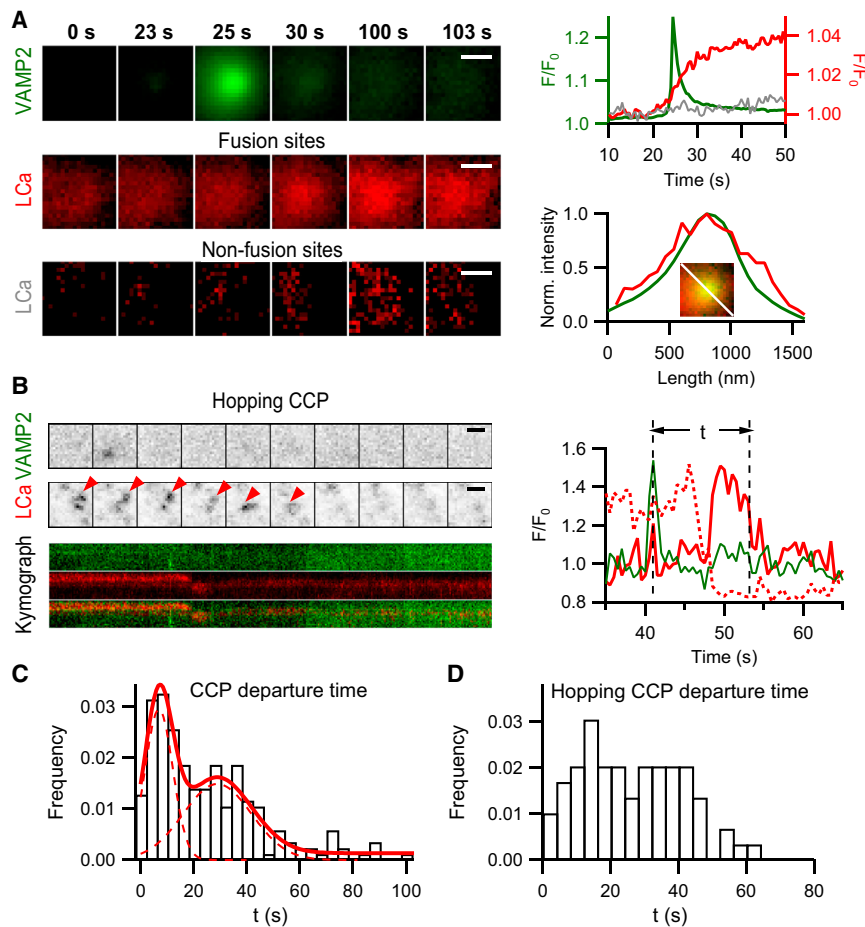 A
0 s 23 s 25 s 30 s 100 s 103 s
VAMP2
Fusion sites
LCa
Non-fusion sites
LCa
F/F0
1.2
1.1
1.0
1.04
1.02
1.00
F/F0
10 20 30 40 50
Time (s)
Norm. intensity
1.0
0.5
0.0
0 500 1000 1500
Length (nm)
B
Hopping CCP
LCa VAMP2
Kymograph
t
F/F0
1.6
1.4
1.2
1.0
0.8
40 50 60
Time (s)
C
CCP departure time
Frequency
0.03
0.02
0.01
0.00
0 20 40 60 80 100
t (s)
D
Hopping CCP departure time
Frequency
0.03
0.02
0.01
0.00
0 20 40 60 80
t (s)